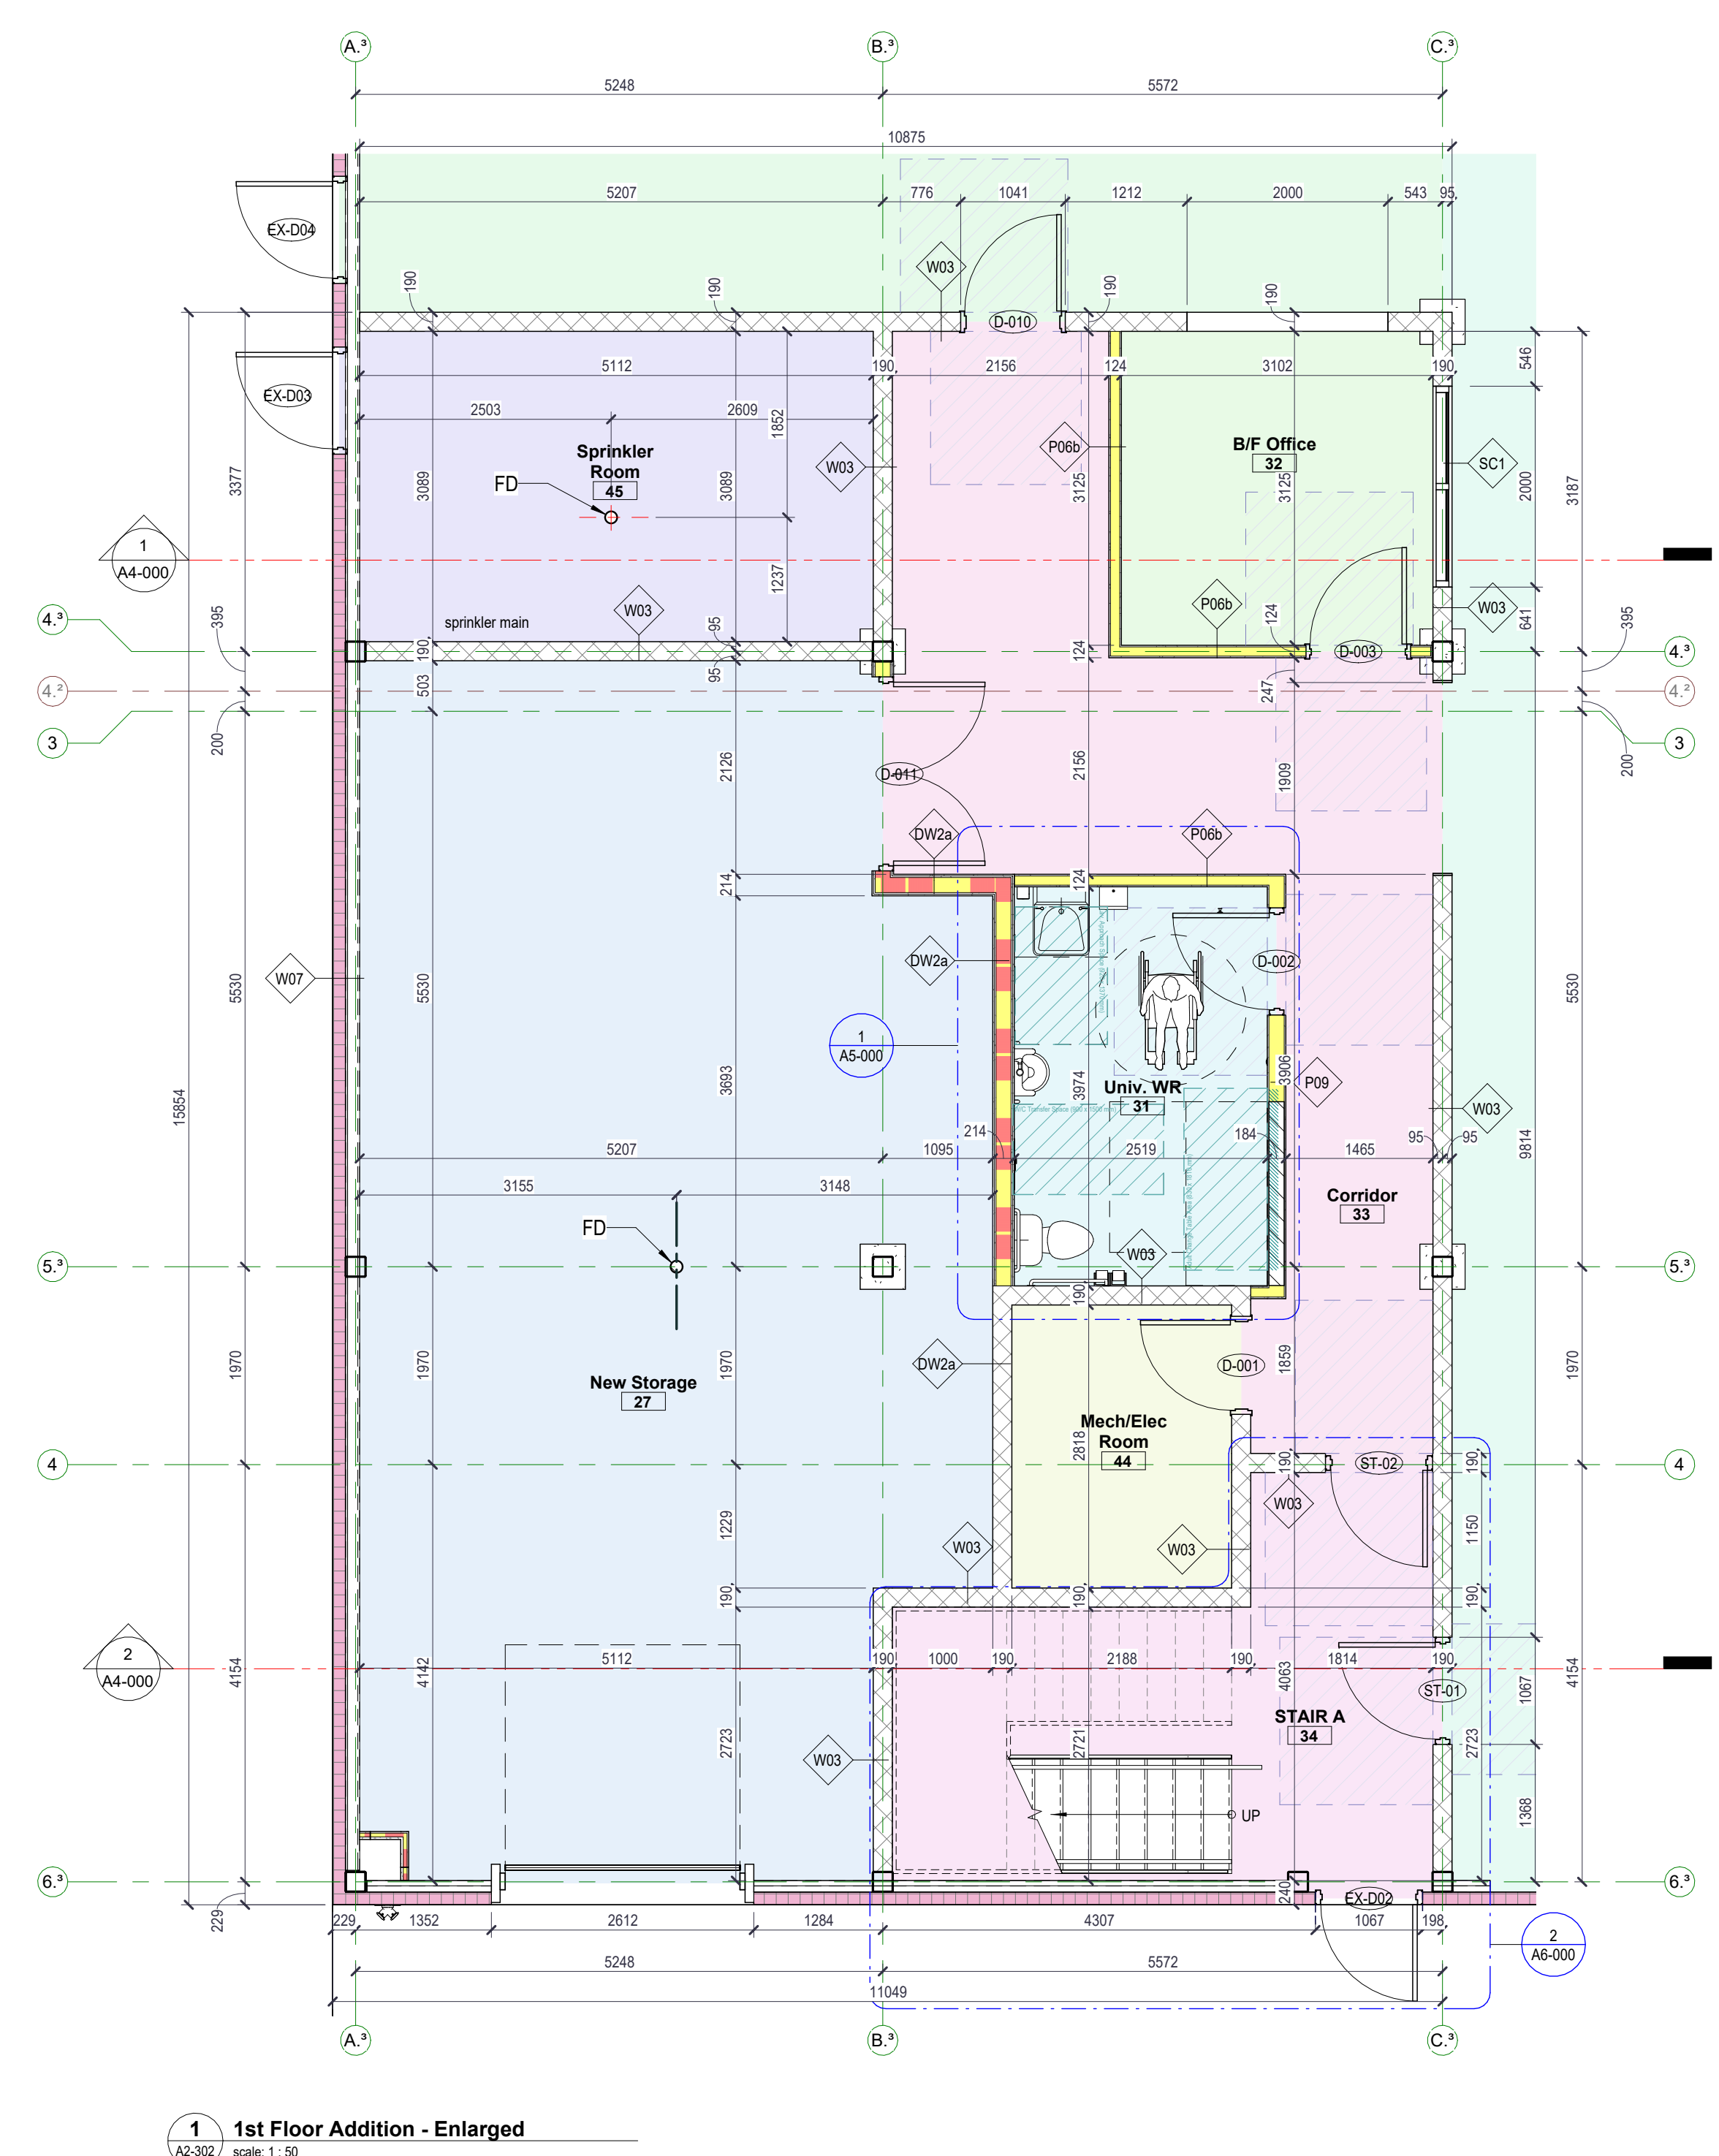 A.³ B.³ C.³
5248 5572
10875
5207 776 1041 1212 2000 543 95
EX-D04
W03
190 190 190 190
D-010
546
5112 190 2156 124 3102 190
EX-D03
2503 2609
1852
Sprinkler
Room
45
FD
W03
P06b
B/F Office
32
SC1
3377 3089 3089 3125 3125 2000 3187
1
A4-000
1237
W03
P06b
W03
4.³
395
sprinkler main
95
124
641
395
190
124
D-003
4.³
4.²
503
95
247
4.²
3
200
2126
D-011
2156
1909
200
3
DW2a
P06b
214
124
W07
DW2a
D-002
5530 5530 5530
1
A5-000
3693
3974
3906
Univ. WR
31
P09
W03
15854
W/C Transfer Space (900 x 1500 mm)
214
184
95 95
9814
5207 1095 2519 1465
3155 3148
Corridor
33
FD
W03
5.³
5.³
190
1970 1970 1970 1859 1970
DW2a
D-001
New Storage
27
Mech/Elec
Room
44
2818
4
190
ST-02
190
4
W03
1229
1150
W03
W03
190
190
190
2
A4-000
4154 4142
5112 190 1000 190 2188 190 1814 190
4063
ST-01
1067
4154
STAIR A
34
2723
W03
2721
2723
UP
1368
6.³
240
EX-D02
6.³
229
229 1352 2612 1284 4307 1067 198
2
A6-000
5248 5572
11049
A.³ B.³ C.³
1
A2-302
1st Floor Addition - Enlarged
scale: 1 : 50